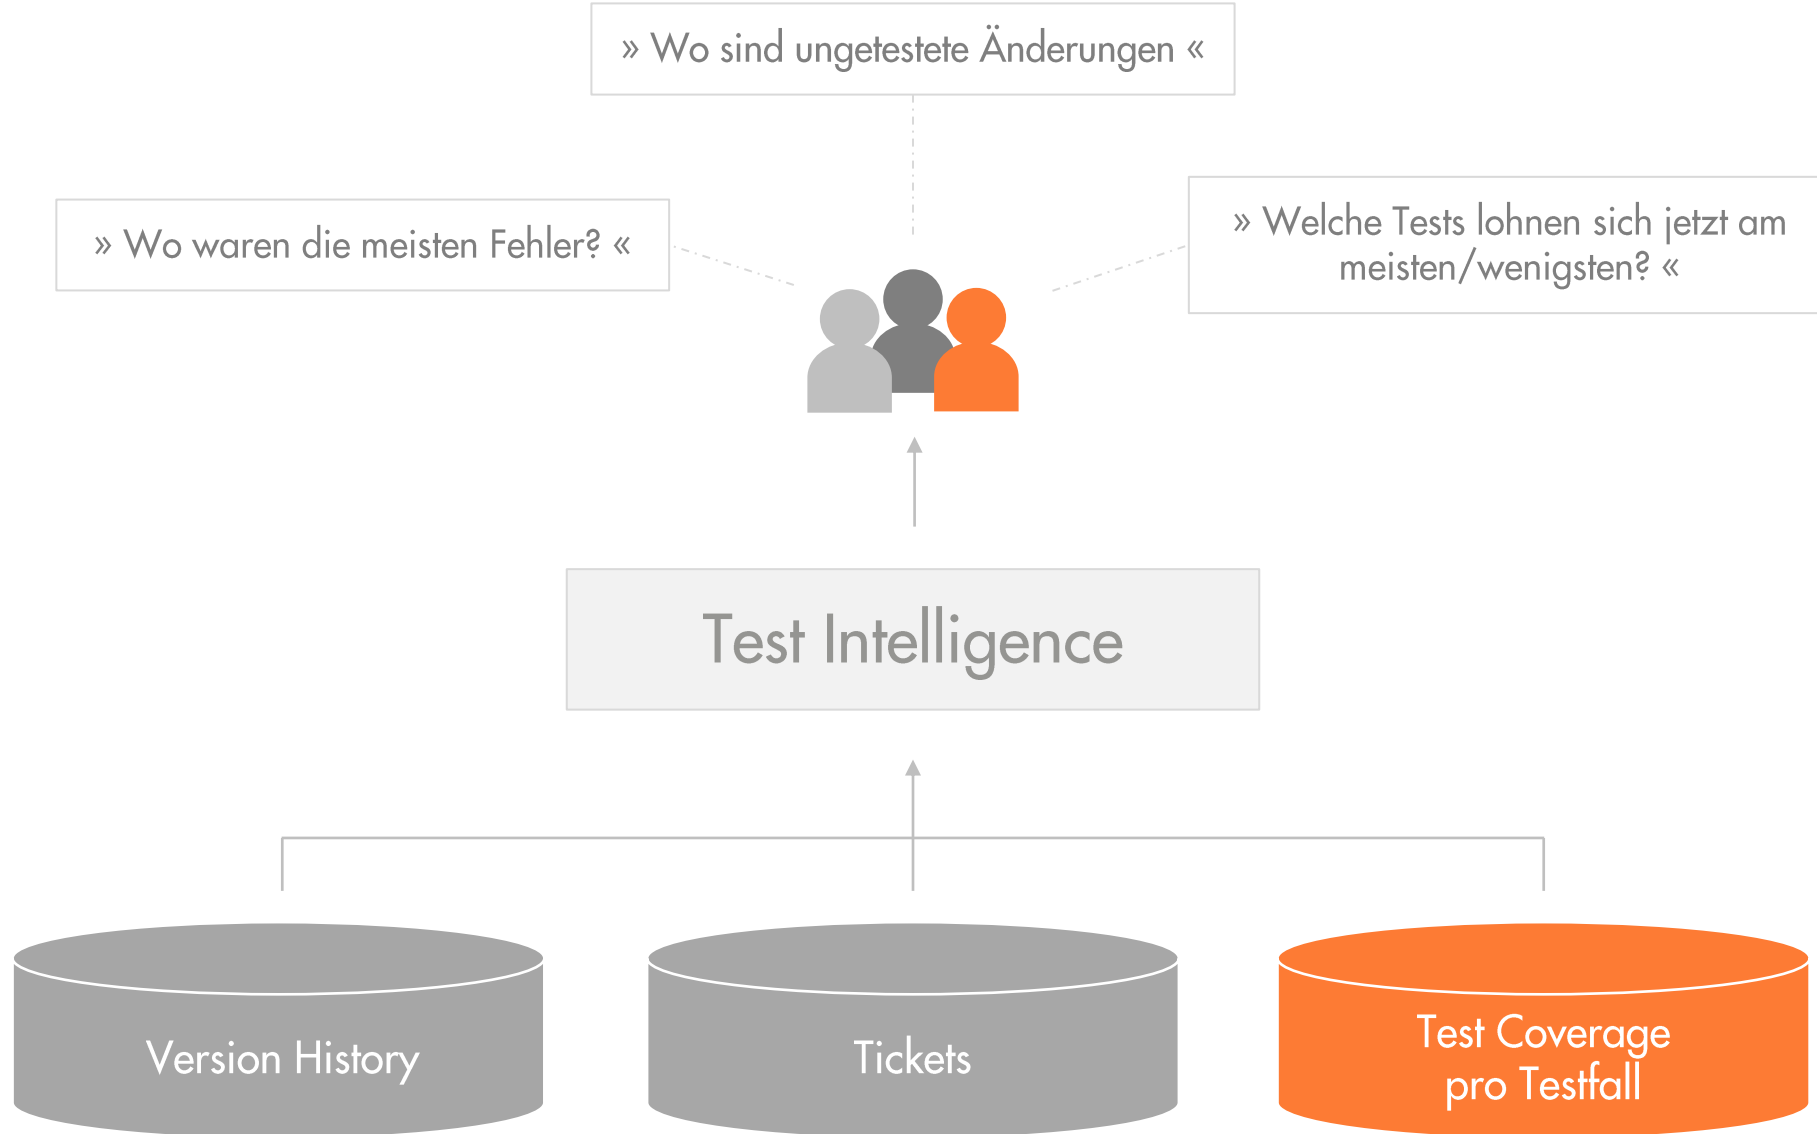 » Wo sind ungetestete Änderungen «
» Wo waren die meisten Fehler? «
» Welche Tests lohnen sich jetzt am
meisten/wenigsten? «
Test Intelligence
Version History
Tickets
Test Coverage
pro Testfall